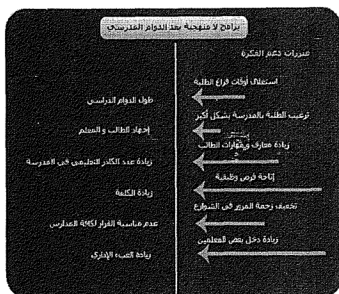 برامج لا منهجية بعد الدوام المدرسي
مبررات دعم الفكرة
استغلال أوقات فراغ الطلبة
ترغيب الطلبة بالمدرسة بشكل أكبر
زيادة معارف ومهارات الطالب
إتاحة فرص وظيفية
تخفيف زحمة المرور في الشوارع
زيادة دخل بعض المعلمين
طول الدوام الدراسي
إجهاد الطالب و المعلم
زيادة عدد الكادر التعليمي في المدرسة
زيادة الكلفة
عدم مناسبة القرار لكافة المدارس
زيادة العبء الإداري